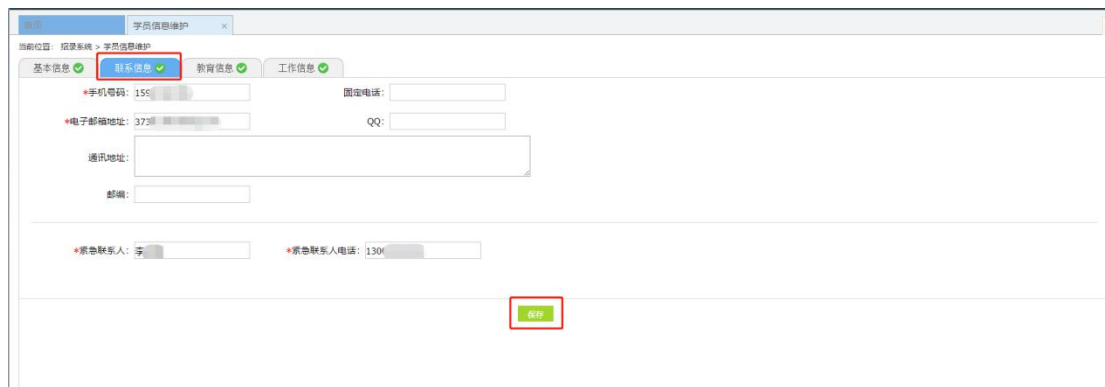 首页 学员信息维护 ×
当前位置： 招录系统 > 学员信息维护
基本信息 联系信息 教育信息 工作信息
*手机号码： 159 固定电话：
*电子邮箱地址： 373 QQ：
通讯地址：
邮编：
*紧急联系人： 李 *紧急联系人电话： 130
保存